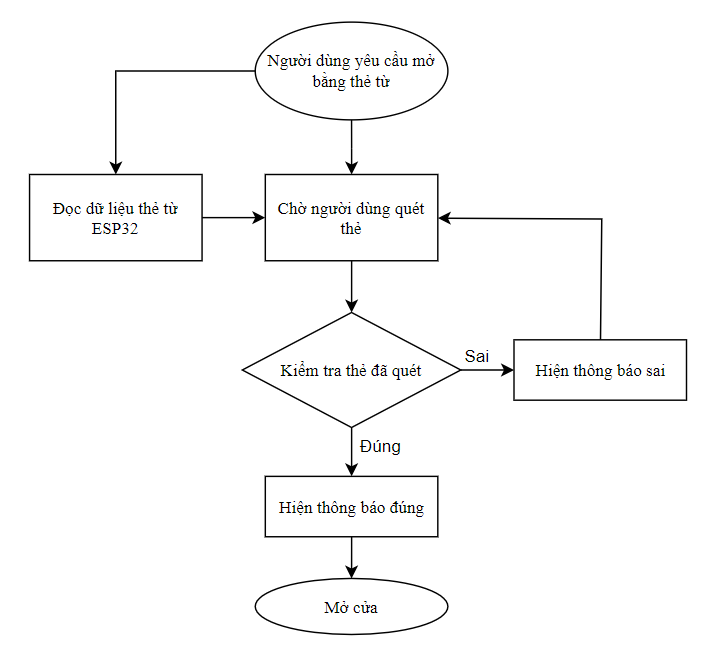 Người dùng yêu cầu mở
bằng thẻ từ
Đọc dữ liệu thẻ từ
ESP32
Chờ người dùng quét
thẻ
Kiểm tra thẻ đã quét
Sai
Hiện thông báo sai
Đúng
Hiện thông báo đúng
Mở cửa